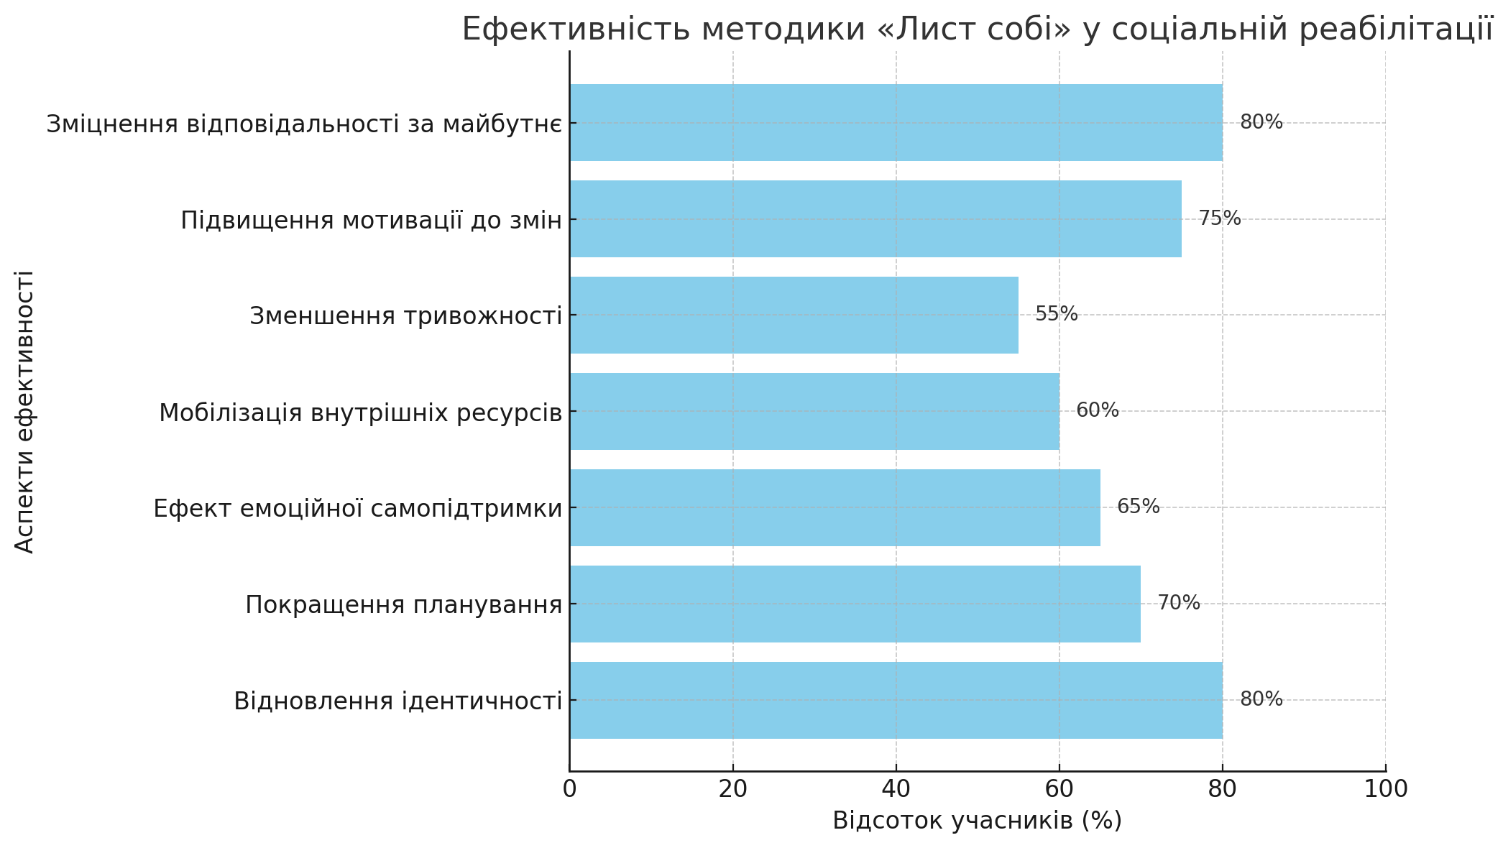 Ефективність методики «Лист собі» у соціальній реабілітації
Аспекти ефективності
Зміцнення відповідальності за майбутнє 80%
Підвищення мотивації до змін 75%
Зменшення тривожності 55%
Мобілізація внутрішніх ресурсів 60%
Ефект емоційної самопідтримки 65%
Покращення планування 70%
Відновлення ідентичності 80%
0 20 40 60 80 100
Відсоток учасників (%)